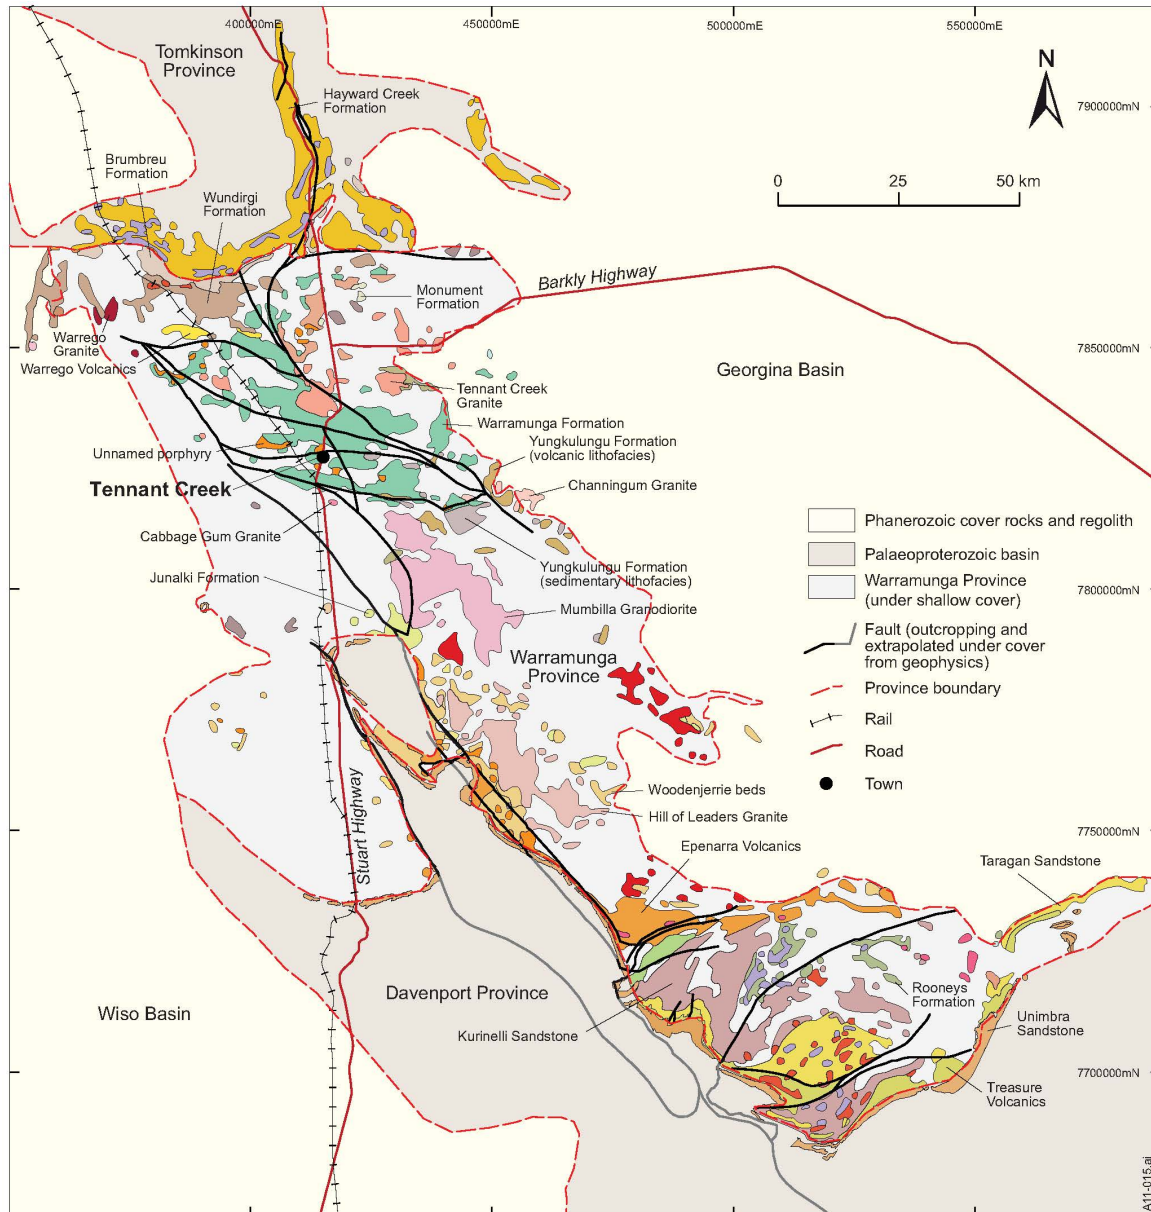 400000mE
450000mE
500000mE
550000mE
Tomkinson
Province
Hayward Creek
Formation
N
7900000mN
Brumbreu
Formation
Wundirgi
Formation
0
25
50 km
Barkly Highway
Monument
Formation
Warrego
Granite
Warrego Volcanics
7850000mN
Georgina Basin
Tennant Creek
Granite
Warramunga Formation
Yungkulungu Formation
(volcanic lithofacies)
Unnamed porphyry
Channingum Granite
Tennant Creek
Cabbage Gum Granite
Yungkulungu Formation
(sedimentary lithofacies)
Junalki Formation
Mumbilla Granodiorite
Phanerozoic cover rocks and regolith
Palaeoproterozoic basin
Warramunga Province
(under shallow cover)
7800000mN
Fault (outcropping and
extrapolated under cover
from geophysics)
Province boundary
Rail
Road
Town
Warramunga
Province
Woodenjerrie beds
Hill of Leaders Granite
Stuart Highway
Epenarra Volcanics
7750000mN
Taragan Sandstone
Rooneys
Formation
Davenport Province
Wiso Basin
Kurinelli Sandstone
Unimbra
Sandstone
7700000mN
Treasure
Volcanics
A11-015.ai